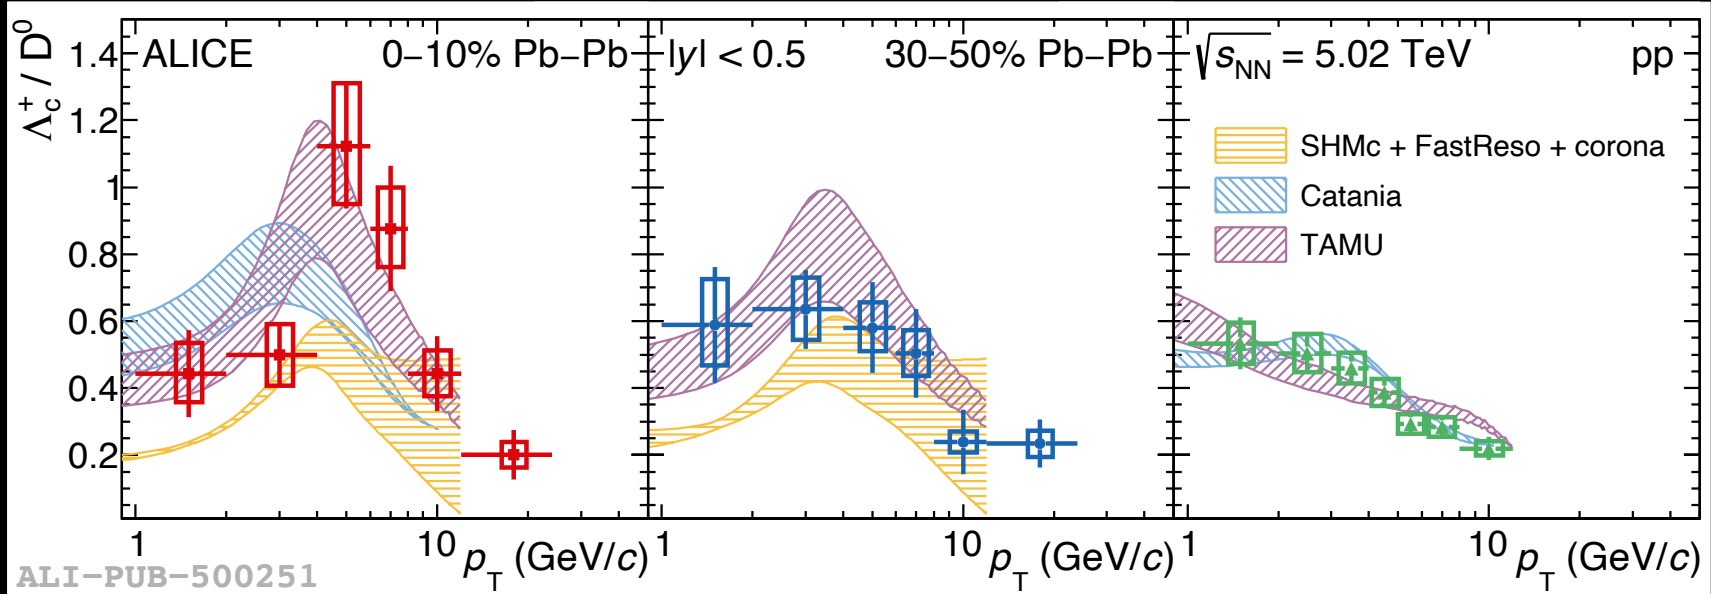 Λc+ / D0
ALICE 0−10% Pb−Pb
|y| < 0.5 30−50% Pb−Pb
√sNN = 5.02 TeV pp
SHMc + FastReso + corona
Catania
TAMU
1.4
1.2
1
0.8
0.6
0.4
0.2
1 10 pT (GeV/c)
1 10 pT (GeV/c)
1 10 pT (GeV/c)
ALI−PUB−500251